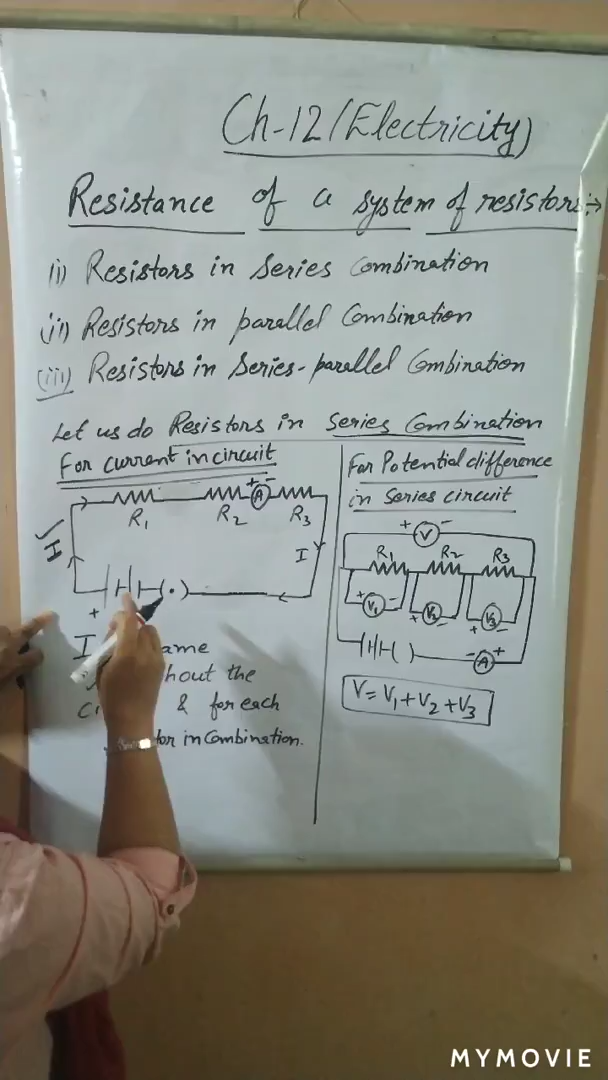 Ch-12/Electricity)
Resistance of a system of resistors:→
(i) Resistors in Series Combination
(ii) Resistors in parallel Combination
(iii) Resistors in Series-parallel Combination
Let us do Resistors in Series Combination
For current in circuit
+ - A
R1 R2 R3
I I
+ (.)
I ame
hout the
& for each
in Combination.
For Potential difference
in Series circuit
+ V -
R1 R2 R3
+ V1 - V2 - + V3 -
( ) - A +
V = V1 + V2 + V3
MYMOVIE